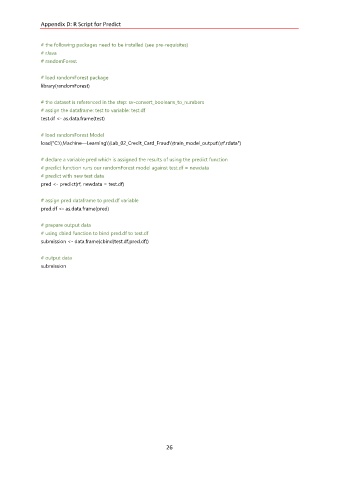 Appendix D: R Script for Predict
# the following packages need to be installed (see pre-requisites)
# rJava
# randomForest
# load randomForest package
library(randomForest)
# the dataset is referenced in the step: sv-convert_booleans_to_numbers
# assign the dataframe: test to variable: test.df
test.df <- as.data.frame(test)
# load randomForest Model
load("C:\\Machine---Learning\\Lab_02_Credit_Card_Fraud\\train_model_output\\rf.rdata")
# declare a variable pred which is assigned the results of using the predict function
# predict function runs our randomForest model against test.df = newdata
# predict with new test data
pred <- predict(rf, newdata = test.df)
# assign pred dataframe to pred.df variable
pred.df <- as.data.frame(pred)
# prepare output data
# using cbind function to bind pred.df to test.df
submission <- data.frame(cbind(test.df,pred.df))
# output data
submission
26